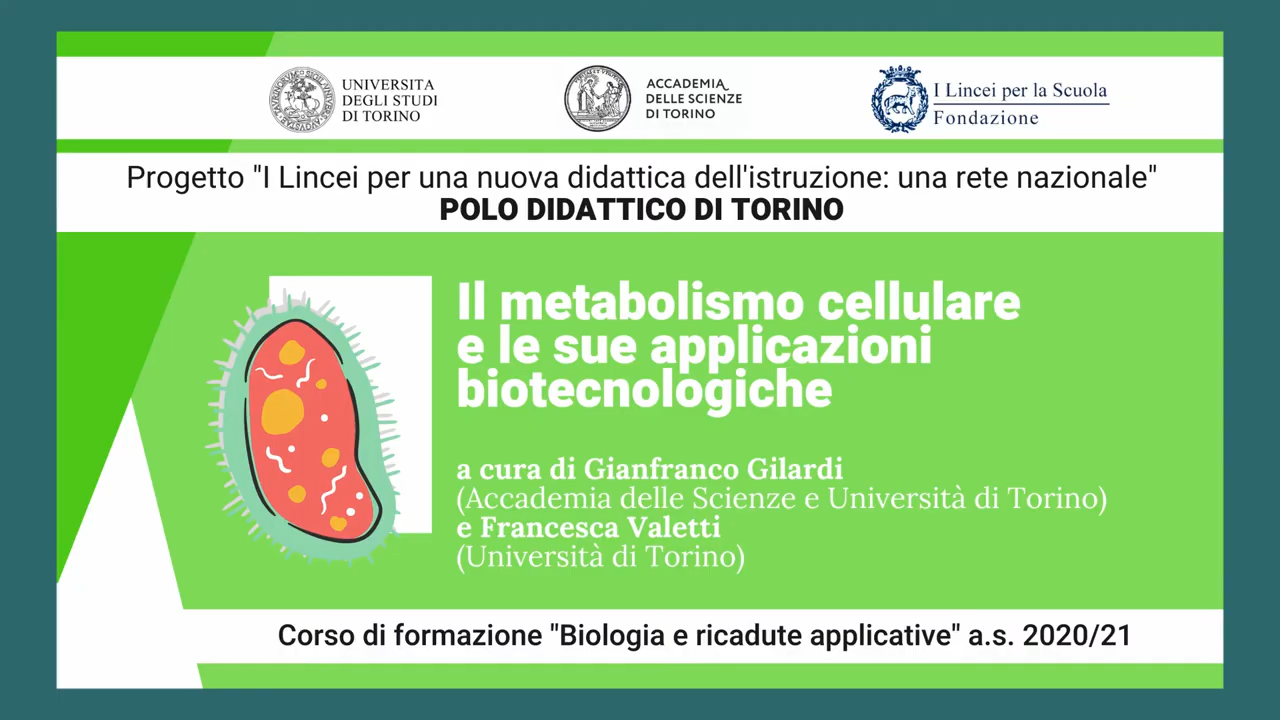 UNIVERSITA
DEGLI STUDI
DI TORINO
ACCADEMIA
DELLE SCIENZE
DI TORINO
I Lincei per la Scuola
Fondazione
Progetto "I Lincei per una nuova didattica dell'istruzione: una rete nazionale"
POLO DIDATTICO DI TORINO
Il metabolismo cellulare
e le sue applicazioni
biotecnologiche
a cura di Gianfranco Gilardi
(Accademia delle Scienze e Università di Torino)
e Francesca Valetti
(Università di Torino)
Corso di formazione "Biologia e ricadute applicative" a.s. 2020/21